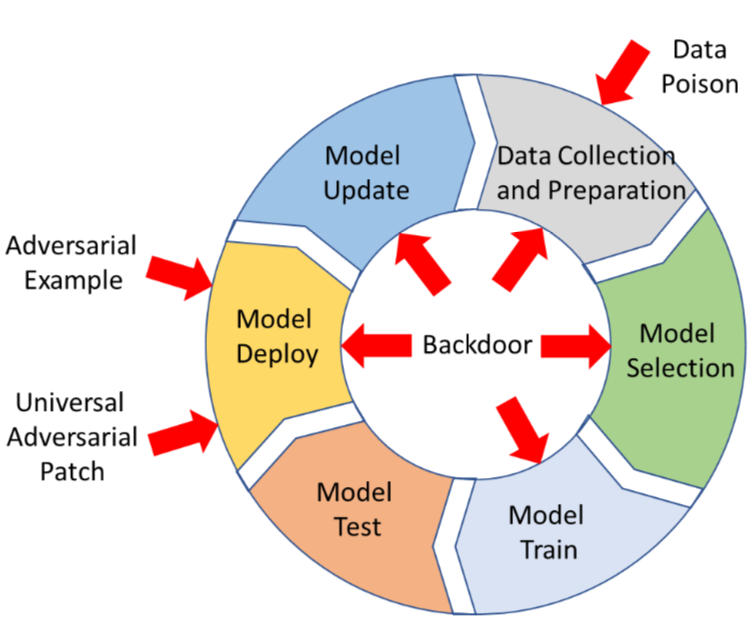 Data
Poison
Model
Update
Data Collection
and Preparation
Adversarial
Example
Model
Deploy
Backdoor
Model
Selection
Universal
Adversarial
Patch
Model
Test
Model
Train